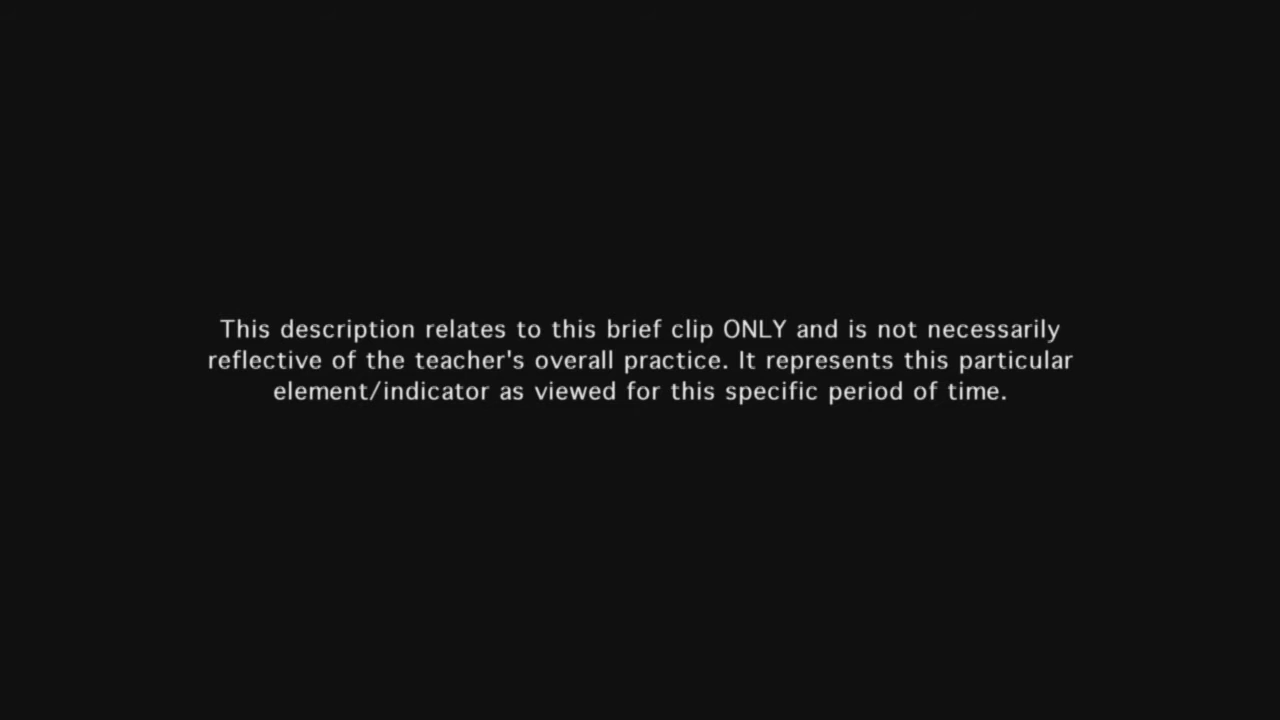 This description relates to this brief clip ONLY and is not necessarily
reflective of the teacher's overall practice. It represents this particular
element/indicator as viewed for this specific period of time.